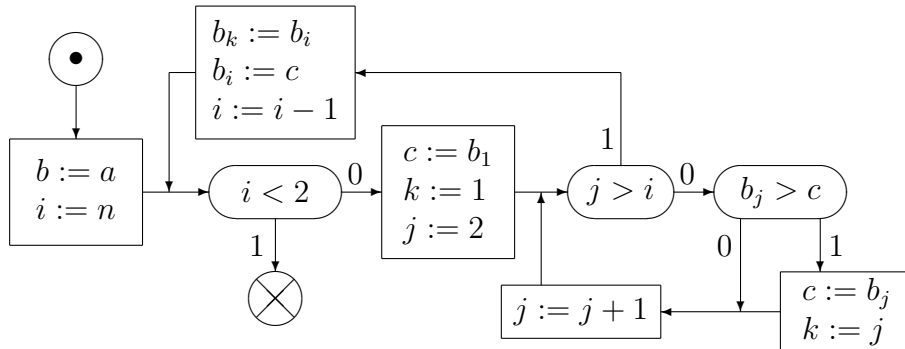 b_k := b_i
b_i := c
i := i − 1
b := a
i := n
i < 2
0
1
c := b_1
k := 1
j := 2
1
j > i
0
b_j > c
0
1
j := j + 1
c := b_j
k := j